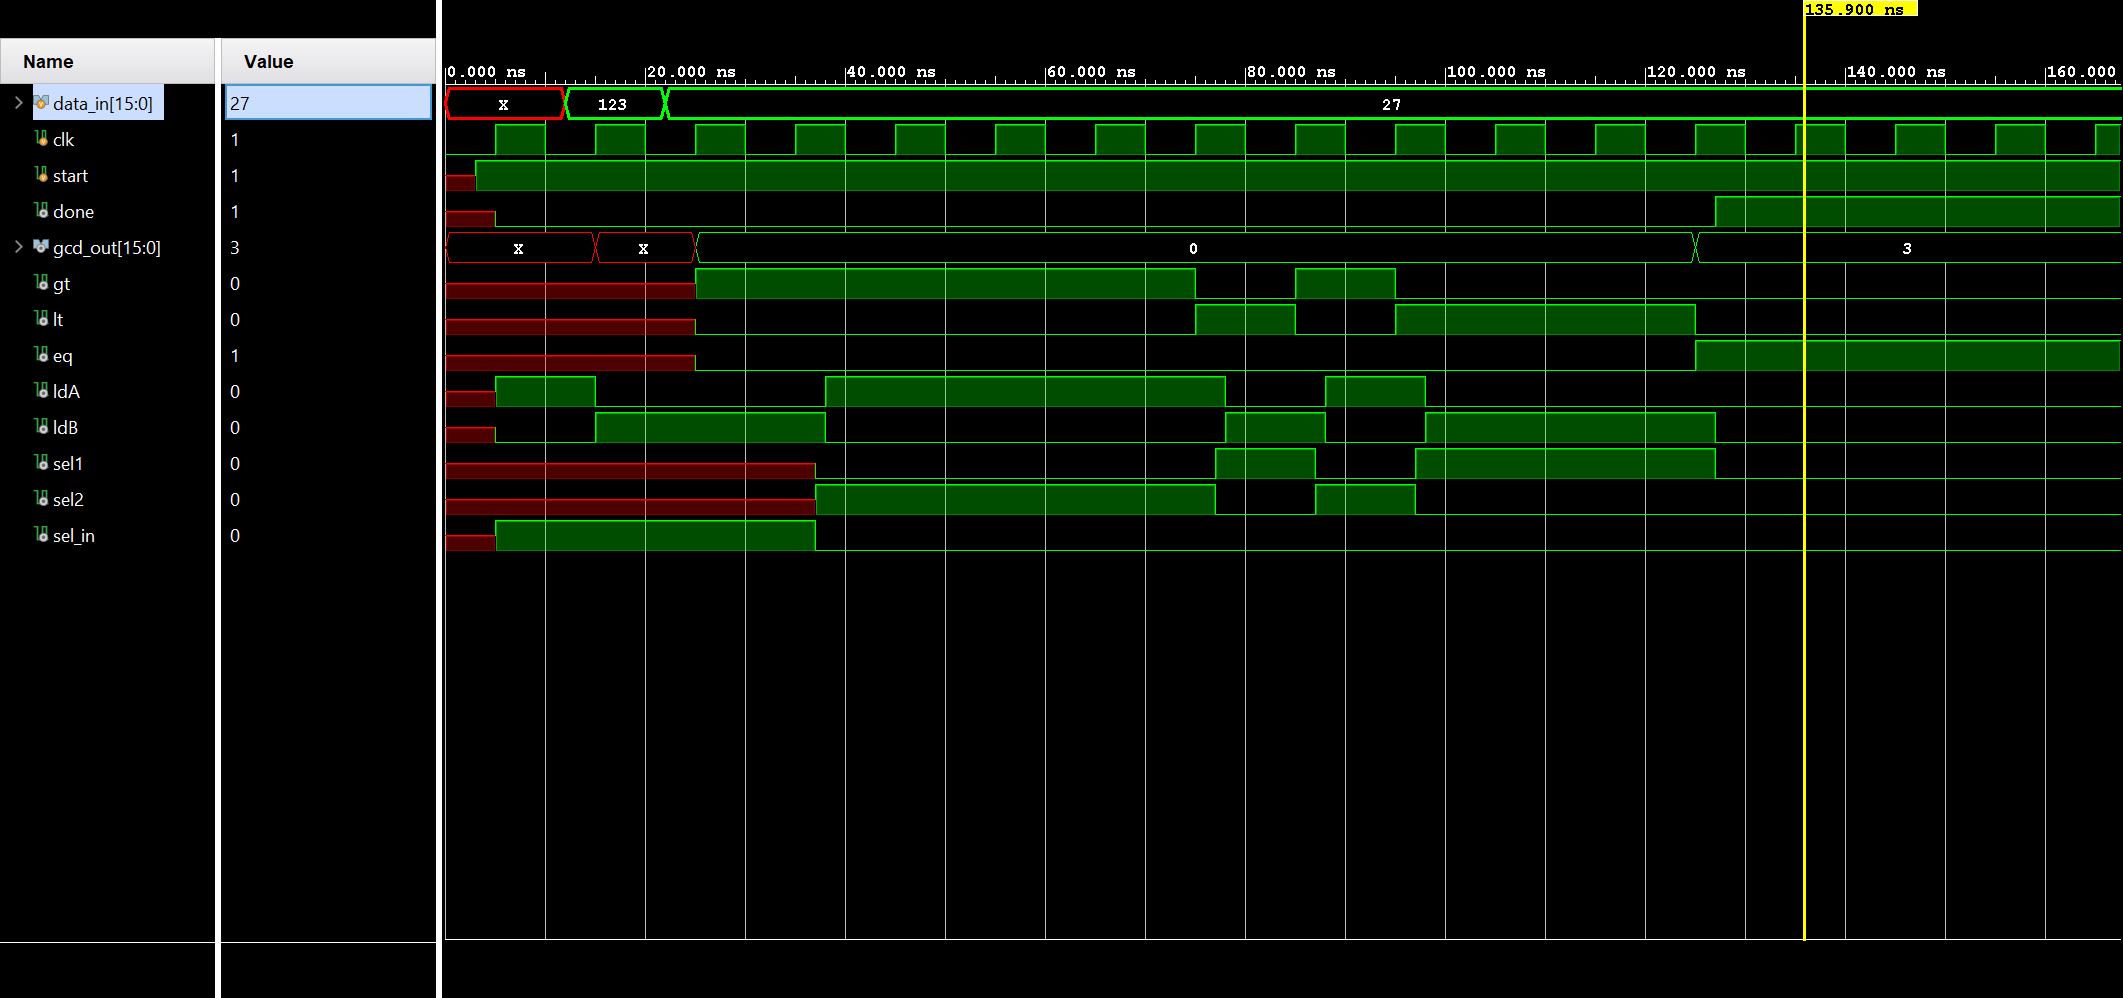 135.900 ns
Name Value
0.000 ns 20.000 ns 40.000 ns 60.000 ns 80.000 ns 100.000 ns 120.000 ns 140.000 ns 160.000
data_in[15:0] 27 X 123 27
clk 1
start 1
done 1
gcd_out[15:0] 3 X X 0 3
gt 0
lt 0
eq 1
ldA 0
ldB 0
sel1 0
sel2 0
sel_in 0